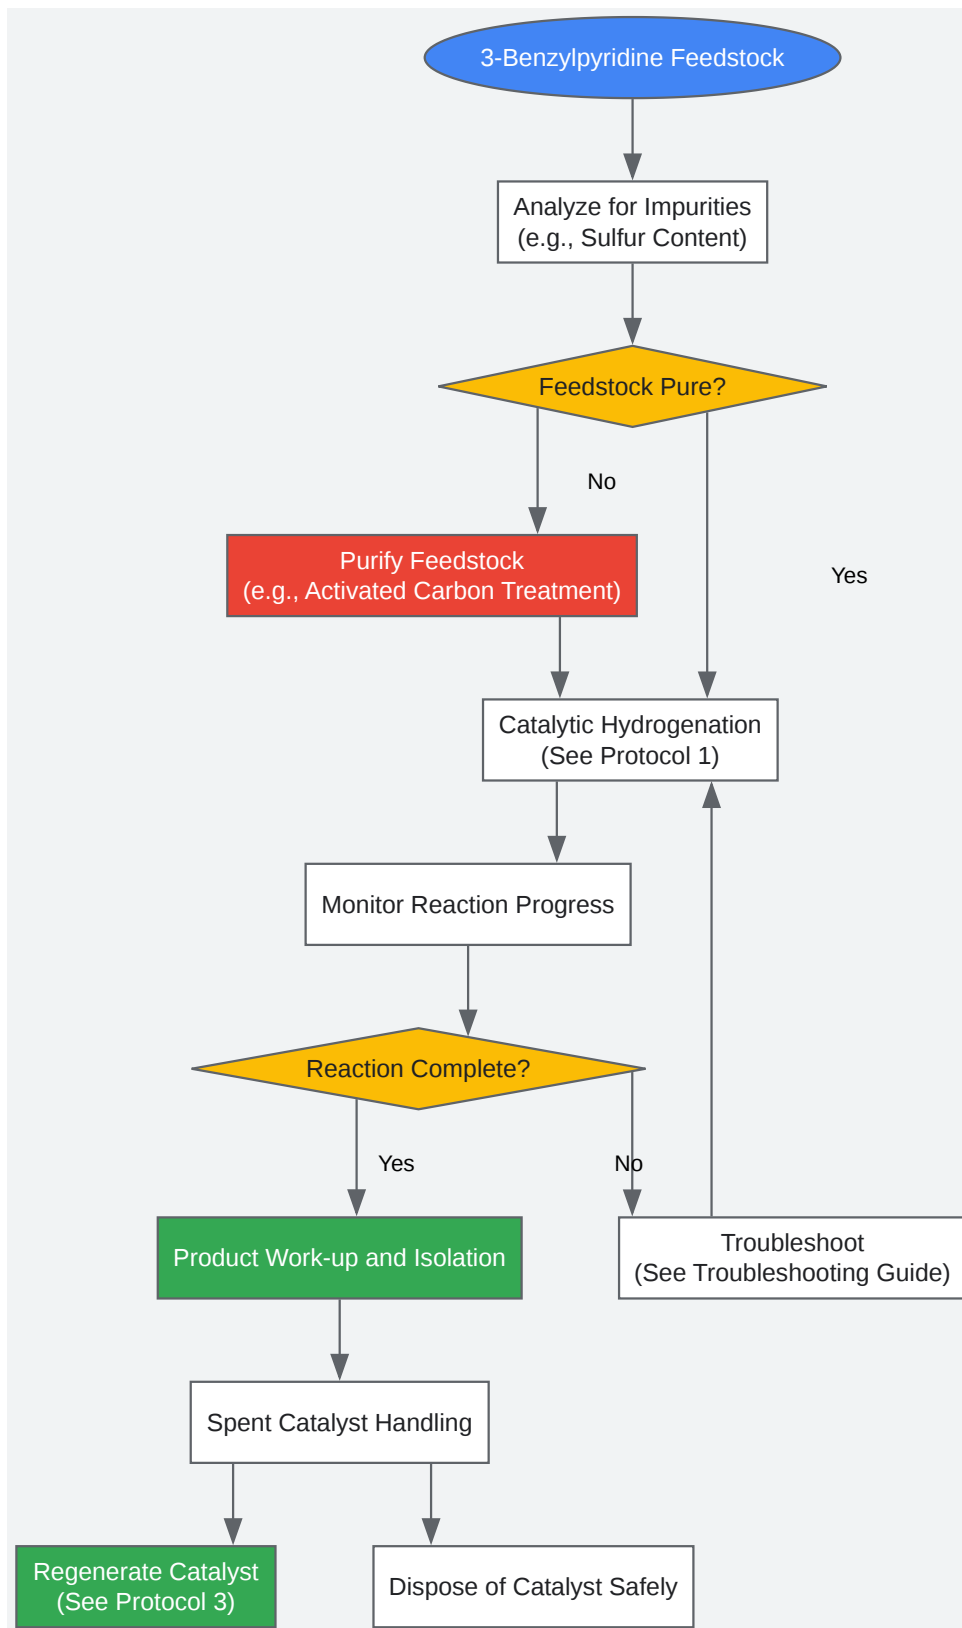 3-Benzylpyridine Feedstock
Analyze for Impurities
(e.g., Sulfur Content)
Feedstock Pure?
No
Yes
Purify Feedstock
(e.g., Activated Carbon Treatment)
Catalytic Hydrogenation
(See Protocol 1)
Monitor Reaction Progress
Reaction Complete?
Yes
No
Product Work-up and Isolation
Troubleshoot
(See Troubleshooting Guide)
Spent Catalyst Handling
Regenerate Catalyst
(See Protocol 3)
Dispose of Catalyst Safely